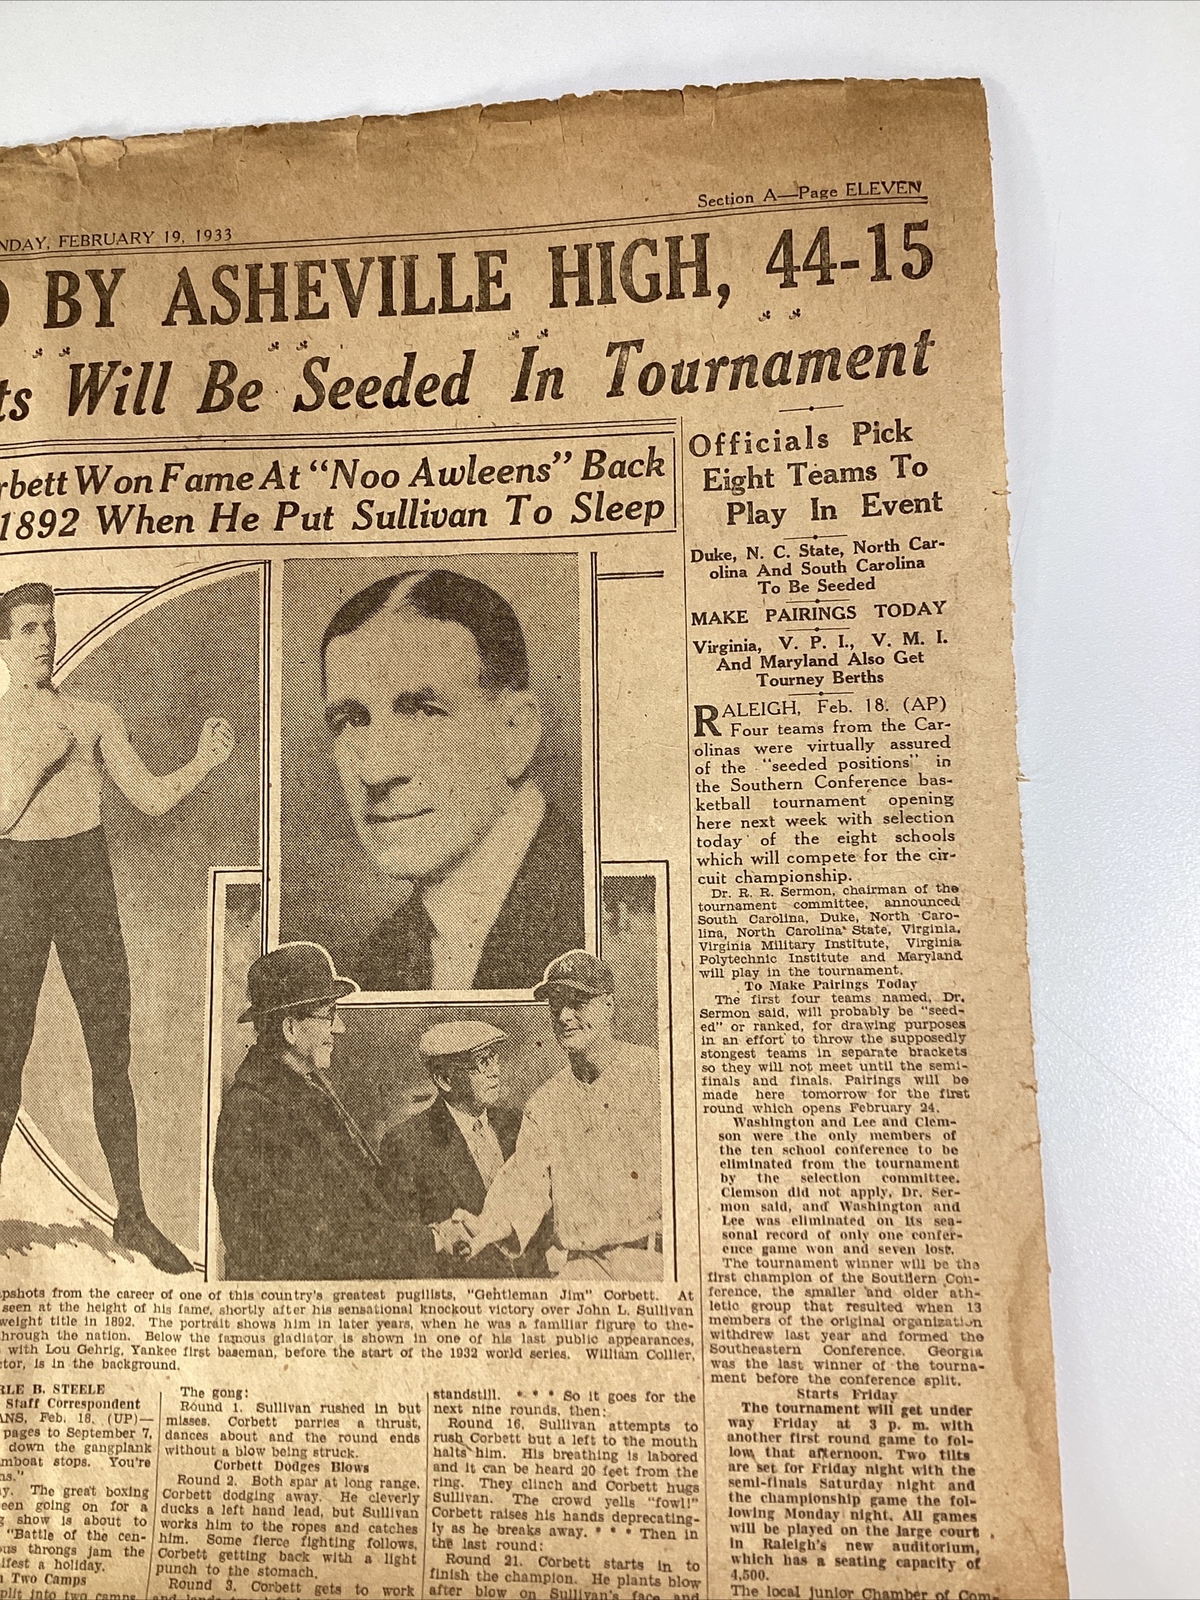 Section A—Page ELEVEN
NDAY, FEBRUARY 19, 1933
BY ASHEVILLE HIGH, 44-15
ts Will Be Seeded In Tournament
rbett Won Fame At "Noo Awleens" Back
1892 When He Put Sullivan To Sleep
pshots from the career of one of this country's greatest pugilists, "Gentleman Jim" Corbett. At
seen at the height of his fame, shortly after his sensational knockout victory over John L. Sullivan
weight title in 1892. The portrait shows him in later years, when he was a familiar figure to the-
hrough the nation. Below the famous gladiator is shown in one of his last public appearances,
with Lou Gehrig, Yankee first baseman, before the start of the 1932 world series. William Collier,
ctor, is in the background.
RLE B. STEELE
Staff Correspondent
ANS, Feb. 18, (UP)—
pages to September 7,
down the gangplank
mboat stops. You're
ns."
ay. The great boxing
een going on for a
g show is about to
"Battle of the cen-
ous throngs jam the
ifest a holiday.
n Two Camps
plit into two camps
The gong:
Round 1. Sullivan rushed in but
misses. Corbett parries a thrust,
dances about and the round ends
without a blow being struck.
Corbett Dodges Blows
Round 2. Both spar at long range,
Corbett dodging away. He cleverly
ducks a left hand lead, but Sullivan
works him to the ropes and catches
him. Some fierce fighting follows,
Corbett getting back with a light
punch to the stomach.
Round 3. Corbett gets to work
standstill. * * * So it goes for the
next nine rounds, then:
Round 16. Sullivan attempts to
rush Corbett but a left to the mouth
halts him. His breathing is labored
and it can be heard 20 feet from the
ring. They clinch and Corbett hugs
Sullivan. The crowd yells "fowl!"
Corbett raises his hands deprecating-
ly as he breaks away. * * * Then in
the last round:
Round 21. Corbett starts in to
finish the champion. He plants blow
after blow on Sullivan's face and
Officials Pick
Eight Teams To
Play In Event
Duke, N. C. State, North Car-
olina And South Carolina
To Be Seeded
MAKE PAIRINGS TODAY
Virginia, V. P. I., V. M. I.
And Maryland Also Get
Tourney Berths
RALEIGH, Feb. 18. (AP)
Four teams from the Car-
olinas were virtually assured
of the "seeded positions" in
the Southern Conference bas-
ketball tournament opening
here next week with selection
today of the eight schools
which will compete for the cir-
cuit championship.
Dr. R. R. Sermon, chairman of the
tournament committee, announced
South Carolina, Duke, North Caro-
lina, North Carolina State, Virginia,
Virginia Military Institute, Virginia
Polytechnic Institute and Maryland
will play in the tournament.
To Make Pairings Today
The first four teams named, Dr.
Sermon said, will probably be "seed-
ed" or ranked, for drawing purposes
in an effort to throw the supposedly
stongest teams in separate brackets
so they will not meet until the semi-
finals and finals. Pairings will be
made here tomorrow for the first
round which opens February 24.
Washington and Lee and Clem-
son were the only members of
the ten school conference to be
eliminated from the tournament
by the selection committee.
Clemson did not apply, Dr. Ser-
mon said, and Washington and
Lee was eliminated on its sea-
sonal record of only one confer-
ence game won and seven lost.
The tournament winner will be the
first champion of the Southern Con-
ference, the smaller and older ath-
letic group that resulted when 13
members of the original organization
withdrew last year and formed the
Southeastern Conference. Georgia
was the last winner of the tourna-
ment before the conference split.
Starts Friday
The tournament will get under
way Friday at 3 p. m. with
another first round game to fol-
low that afternoon. Two tilts
are set for Friday night with the
semi-finals Saturday night and
the championship game the fol-
lowing Monday night. All games
will be played on the large court
in Raleigh's new auditorium,
which has a seating capacity of
4,500.
The local junior Chamber of Com-